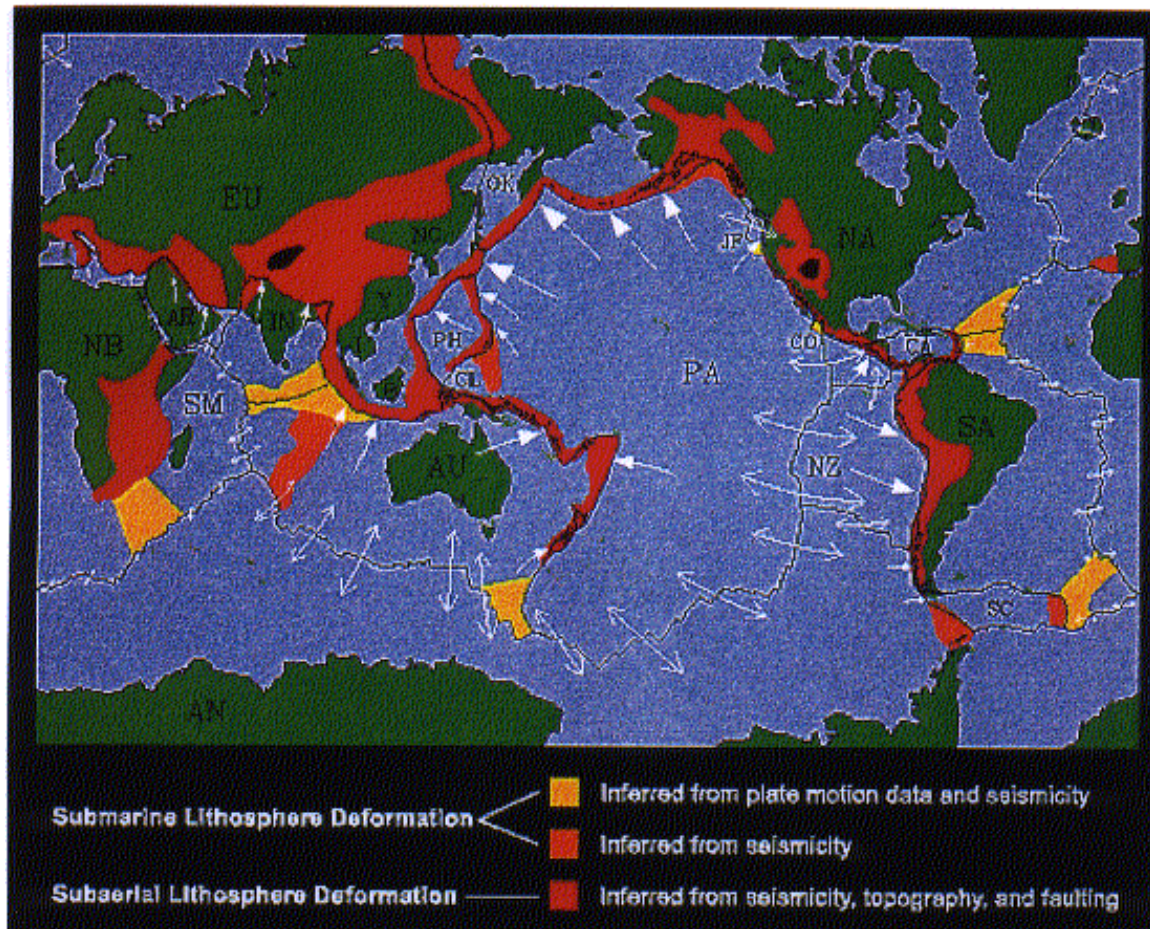 OK
EU
NA
JF
NC
Y
AR
IN
I
NB
PH
CO
CA
PA
CL
SM
SA
AU
NZ
SC
AN
Submarine Lithosphere Deformation
Inferred from plate motion data and seismicity
Inferred from seismicity
Subaerial Lithosphere Deformation
Inferred from seismicity, topography, and faulting